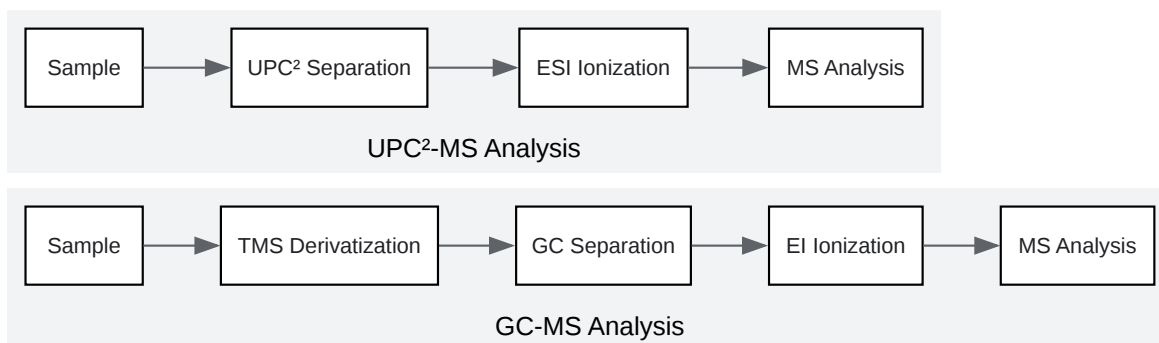 Sample
UPC² Separation
ESI Ionization
MS Analysis
UPC²-MS Analysis
Sample
TMS Derivatization
GC Separation
EI Ionization
MS Analysis
GC-MS Analysis